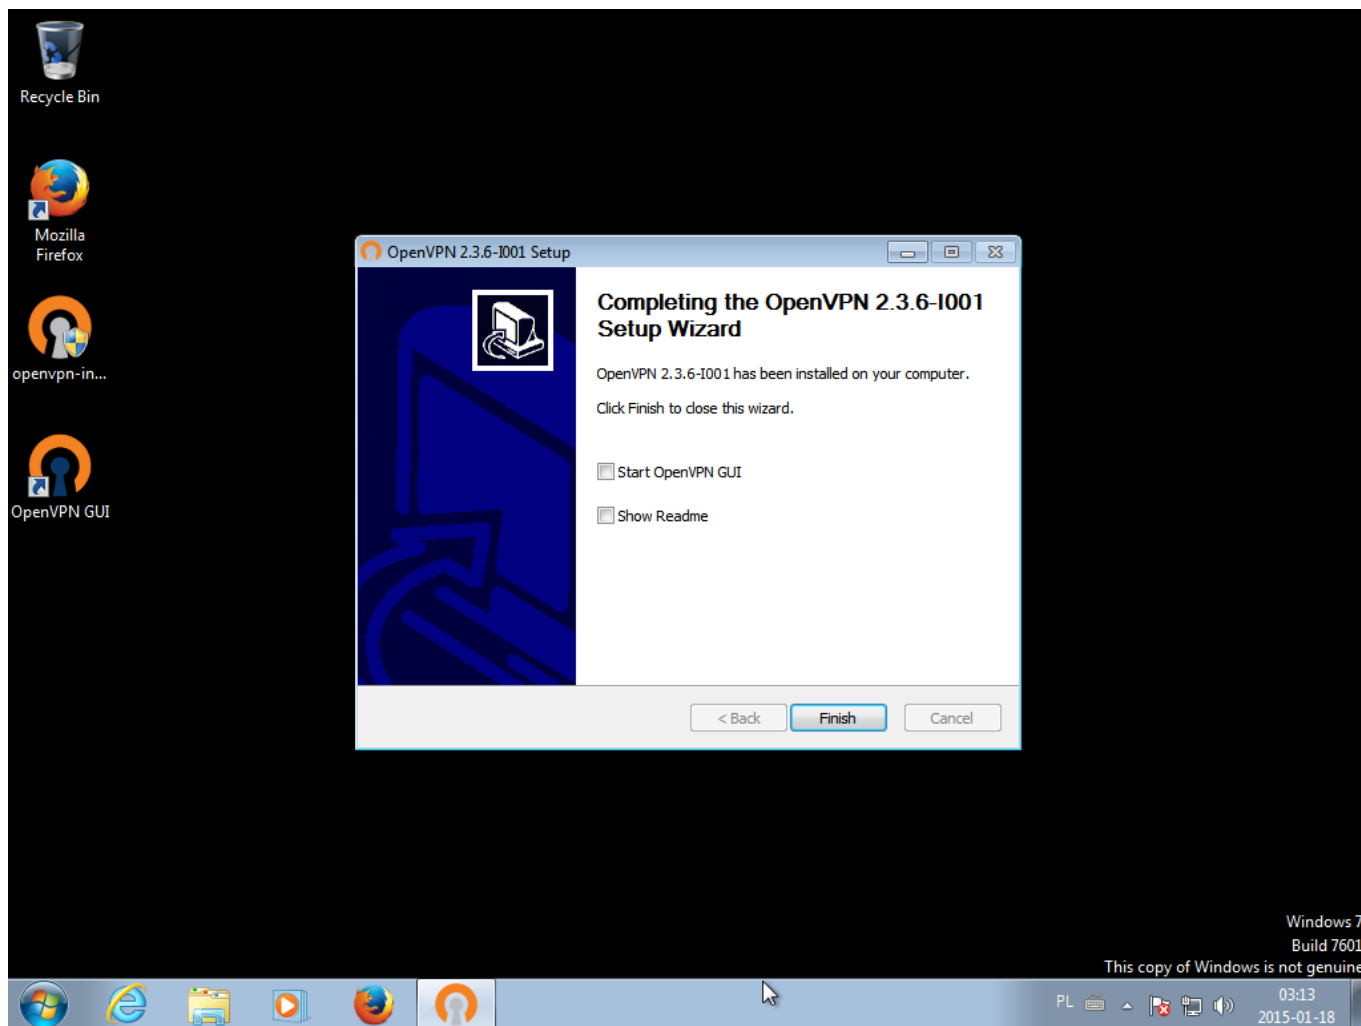 Recycle Bin
Mozilla
Firefox
openvpn-in...
OpenVPN GUI
OpenVPN 2.3.6-I001 Setup
Completing the OpenVPN 2.3.6-I001
Setup Wizard
OpenVPN 2.3.6-I001 has been installed on your computer.
Click Finish to close this wizard.
Start OpenVPN GUI
Show Readme
< Back
Finish
Cancel
Windows 7
Build 7601
This copy of Windows is not genuine
PL
03:13
2015-01-18